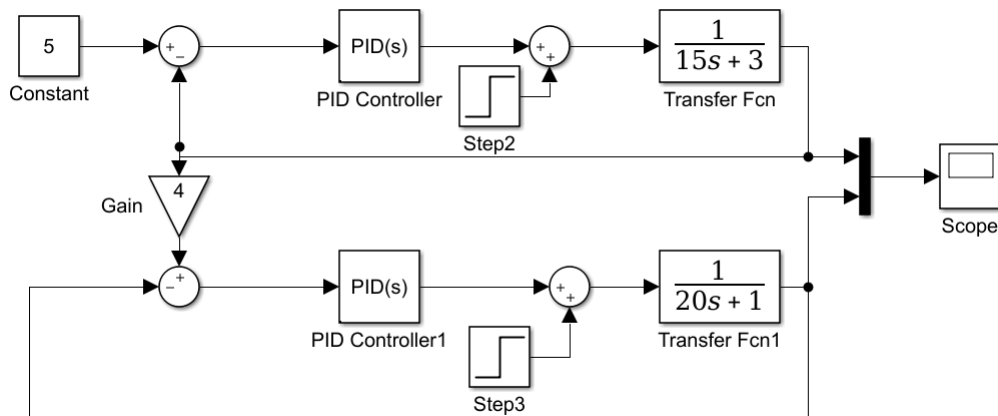 5
Constant
+
−
PID(s)
PID Controller
+
+
Step2
1
15s + 3
Transfer Fcn
4
Gain
Scope
+
−
PID(s)
PID Controller1
+
+
Step3
1
20s + 1
Transfer Fcn1